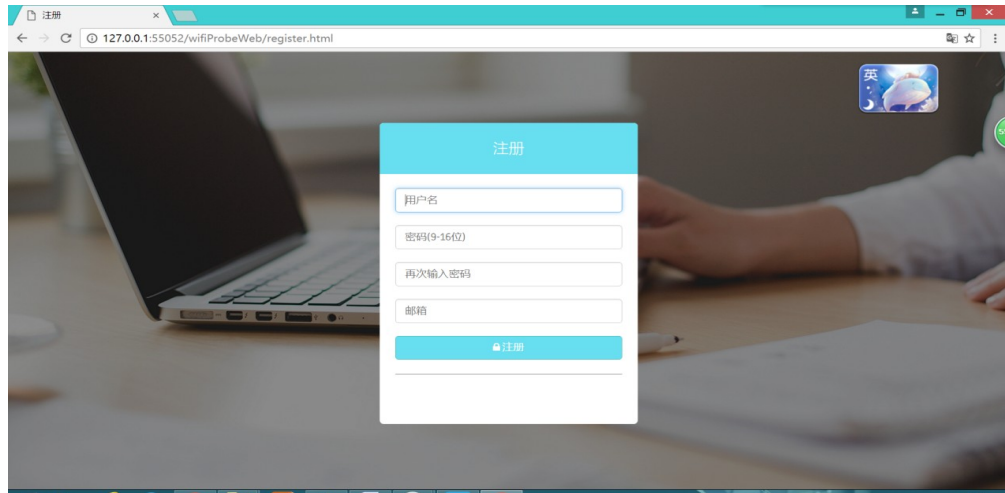 注册
127.0.0.1:55052/wifiProbeWeb/register.html
英
注册
用户名
密码(9-16位)
再次输入密码
邮箱
注册